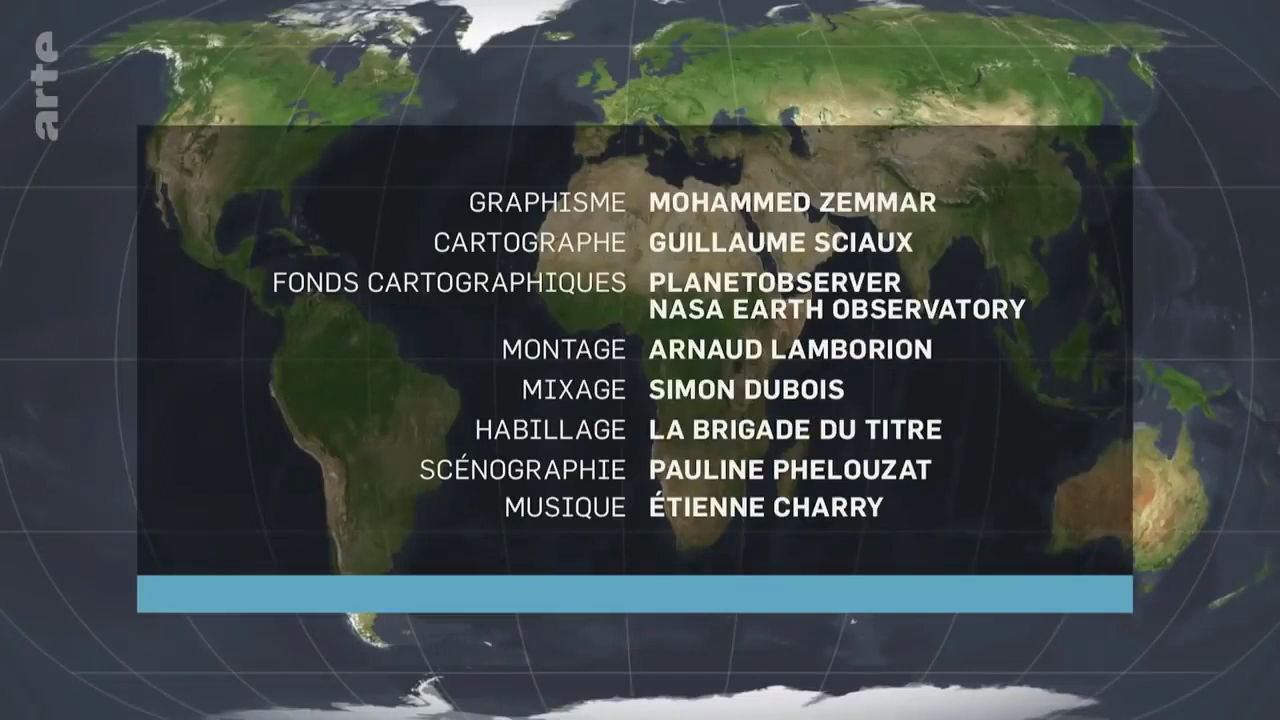 arte
GRAPHISME MOHAMMED ZEMMAR
CARTOGRAPHE GUILLAUME SCIAUX
FONDS CARTOGRAPHIQUES PLANETOBSERVER
NASA EARTH OBSERVATORY
MONTAGE ARNAUD LAMBORION
MIXAGE SIMON DUBOIS
HABILLAGE LA BRIGADE DU TITRE
SCÉNOGRAPHIE PAULINE PHELOUZAT
MUSIQUE ÉTIENNE CHARRY